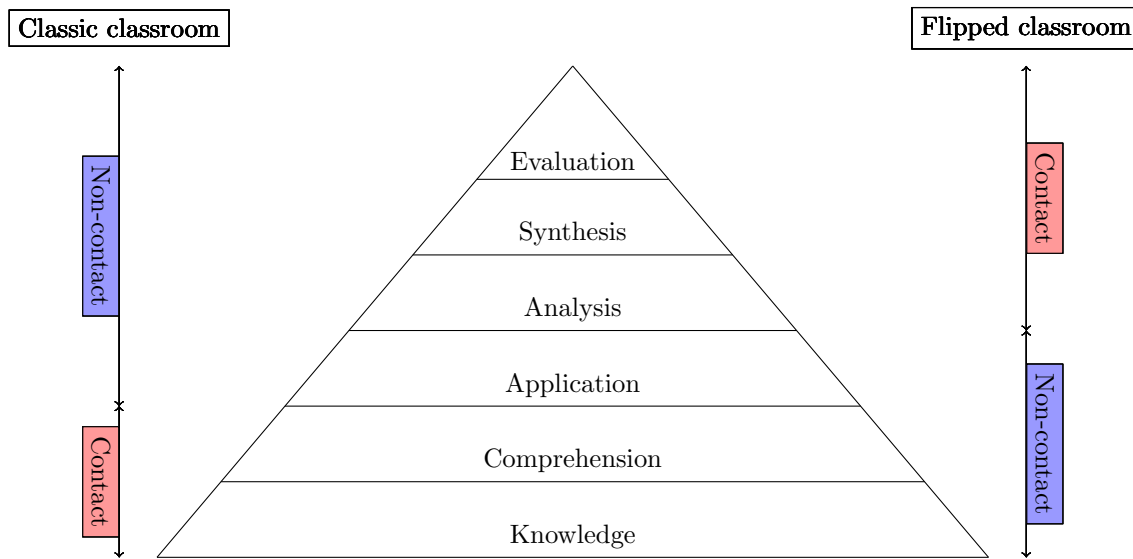 Classic classroom
Flipped classroom
Non-contact
Contact
Evaluation
Synthesis
Analysis
Application
Comprehension
Knowledge
Contact
Non-contact